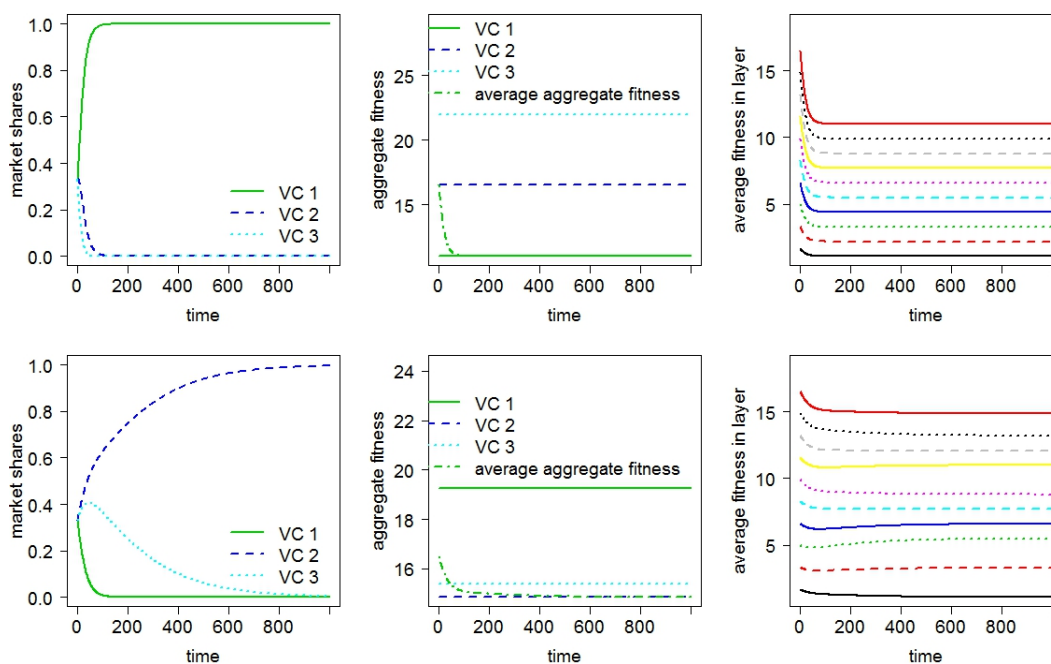 market shares
1.0
0.8
0.6
0.4
0.2
0.0
VC 1
VC 2
VC 3
0 200 400 600 800
time
aggregate fitness
25
20
15
VC 1
VC 2
VC 3
average aggregate fitness
0 200 400 600 800
time
average fitness in layer
15
10
5
0 200 400 600 800
time
market shares
1.0
0.8
0.6
0.4
0.2
0.0
VC 1
VC 2
VC 3
0 200 400 600 800
time
aggregate fitness
24
22
20
18
16
VC 1
VC 2
VC 3
average aggregate fitness
0 200 400 600 800
time
average fitness in layer
15
10
5
0 200 400 600 800
time